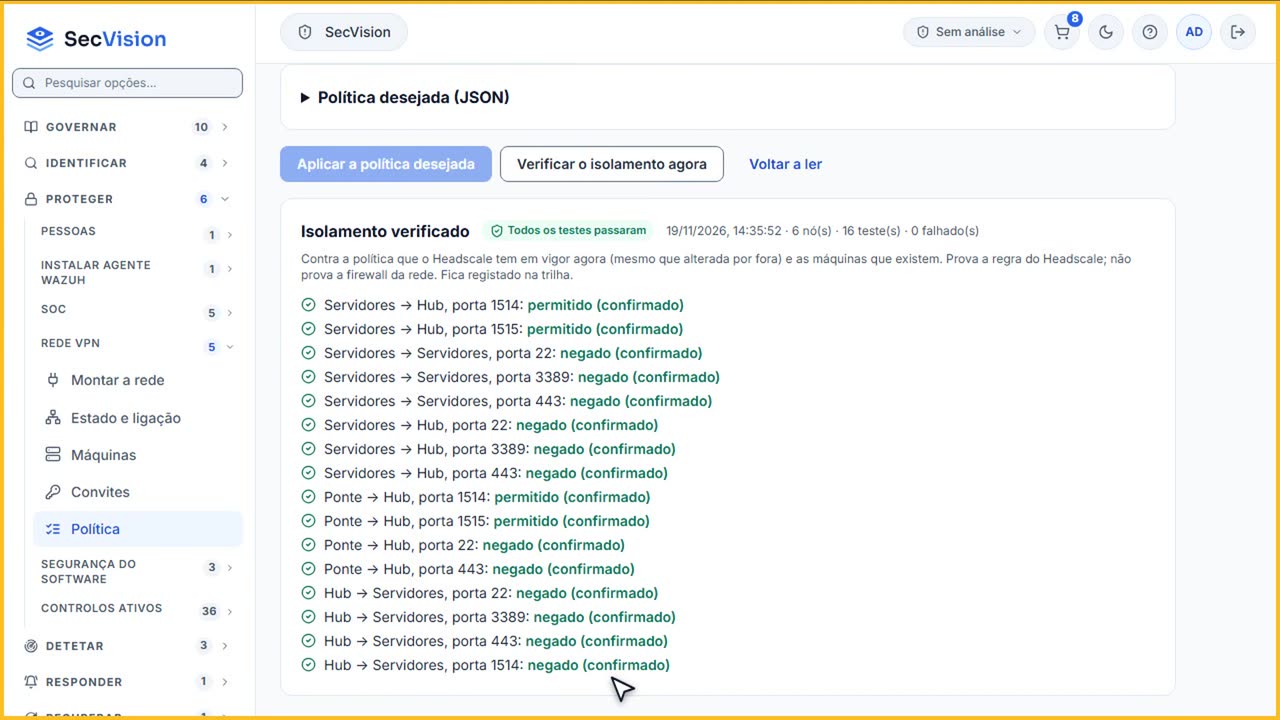 SecVision
Pesquisar opções...
GOVERNAR 10
IDENTIFICAR 4
PROTEGER 6
PESSOAS 1
INSTALAR AGENTE
WAZUH 1
SOC 5
REDE VPN 5
Montar a rede
Estado e ligação
Máquinas
Convites
Política
SEGURANÇA DO
SOFTWARE 3
CONTROLOS ATIVOS 36
DETETAR 3
RESPONDER 1
RECUPERAR 1
SecVision
Sem análise
8
AD
Política desejada (JSON)
Aplicar a política desejada
Verificar o isolamento agora
Voltar a ler
Isolamento verificado Todos os testes passaram 19/11/2026, 14:35:52 · 6 nó(s) · 16 teste(s) · 0 falhado(s)
Contra a política que o Headscale tem em vigor agora (mesmo que alterada por fora) e as máquinas que existem. Prova a regra do Headscale; não
prova a firewall da rede. Fica registado na trilha.
Servidores → Hub, porta 1514: permitido (confirmado)
Servidores → Hub, porta 1515: permitido (confirmado)
Servidores → Servidores, porta 22: negado (confirmado)
Servidores → Servidores, porta 3389: negado (confirmado)
Servidores → Servidores, porta 443: negado (confirmado)
Servidores → Hub, porta 22: negado (confirmado)
Servidores → Hub, porta 3389: negado (confirmado)
Servidores → Hub, porta 443: negado (confirmado)
Ponte → Hub, porta 1514: permitido (confirmado)
Ponte → Hub, porta 1515: permitido (confirmado)
Ponte → Hub, porta 22: negado (confirmado)
Ponte → Hub, porta 443: negado (confirmado)
Hub → Servidores, porta 22: negado (confirmado)
Hub → Servidores, porta 3389: negado (confirmado)
Hub → Servidores, porta 443: negado (confirmado)
Hub → Servidores, porta 1514: negado (confirmado)